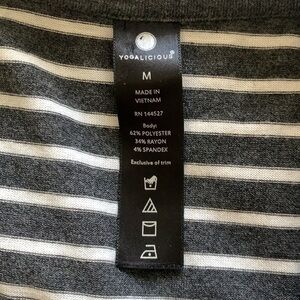 YOGALICIOUS®
M
MADE IN
VIETNAM
RN 144527
Body:
62% POLYESTER
34% RAYON
4% SPANDEX
Exclusive of trim